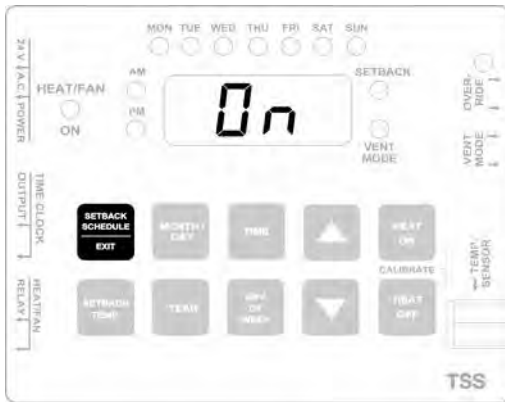 MON TUE WED THU FRI SAT SUN
24 V. A.C. POWER
HEAT/FAN
ON
AM
PM
On
SETBACK
VENT
MODE
OVER-
RIDE
VENT
MODE
TIME CLOCK
OUTPUT
SETBACK
SCHEDULE
EXIT
MONTH /
DAY
TIME
HEAT
ON
CALIBRATE
TEMP.
SENSOR
HEAT/FAN
RELAY
SETBACK
TEMP
YEAR
DAY
OF
WEEK
HEAT
OFF
TSS